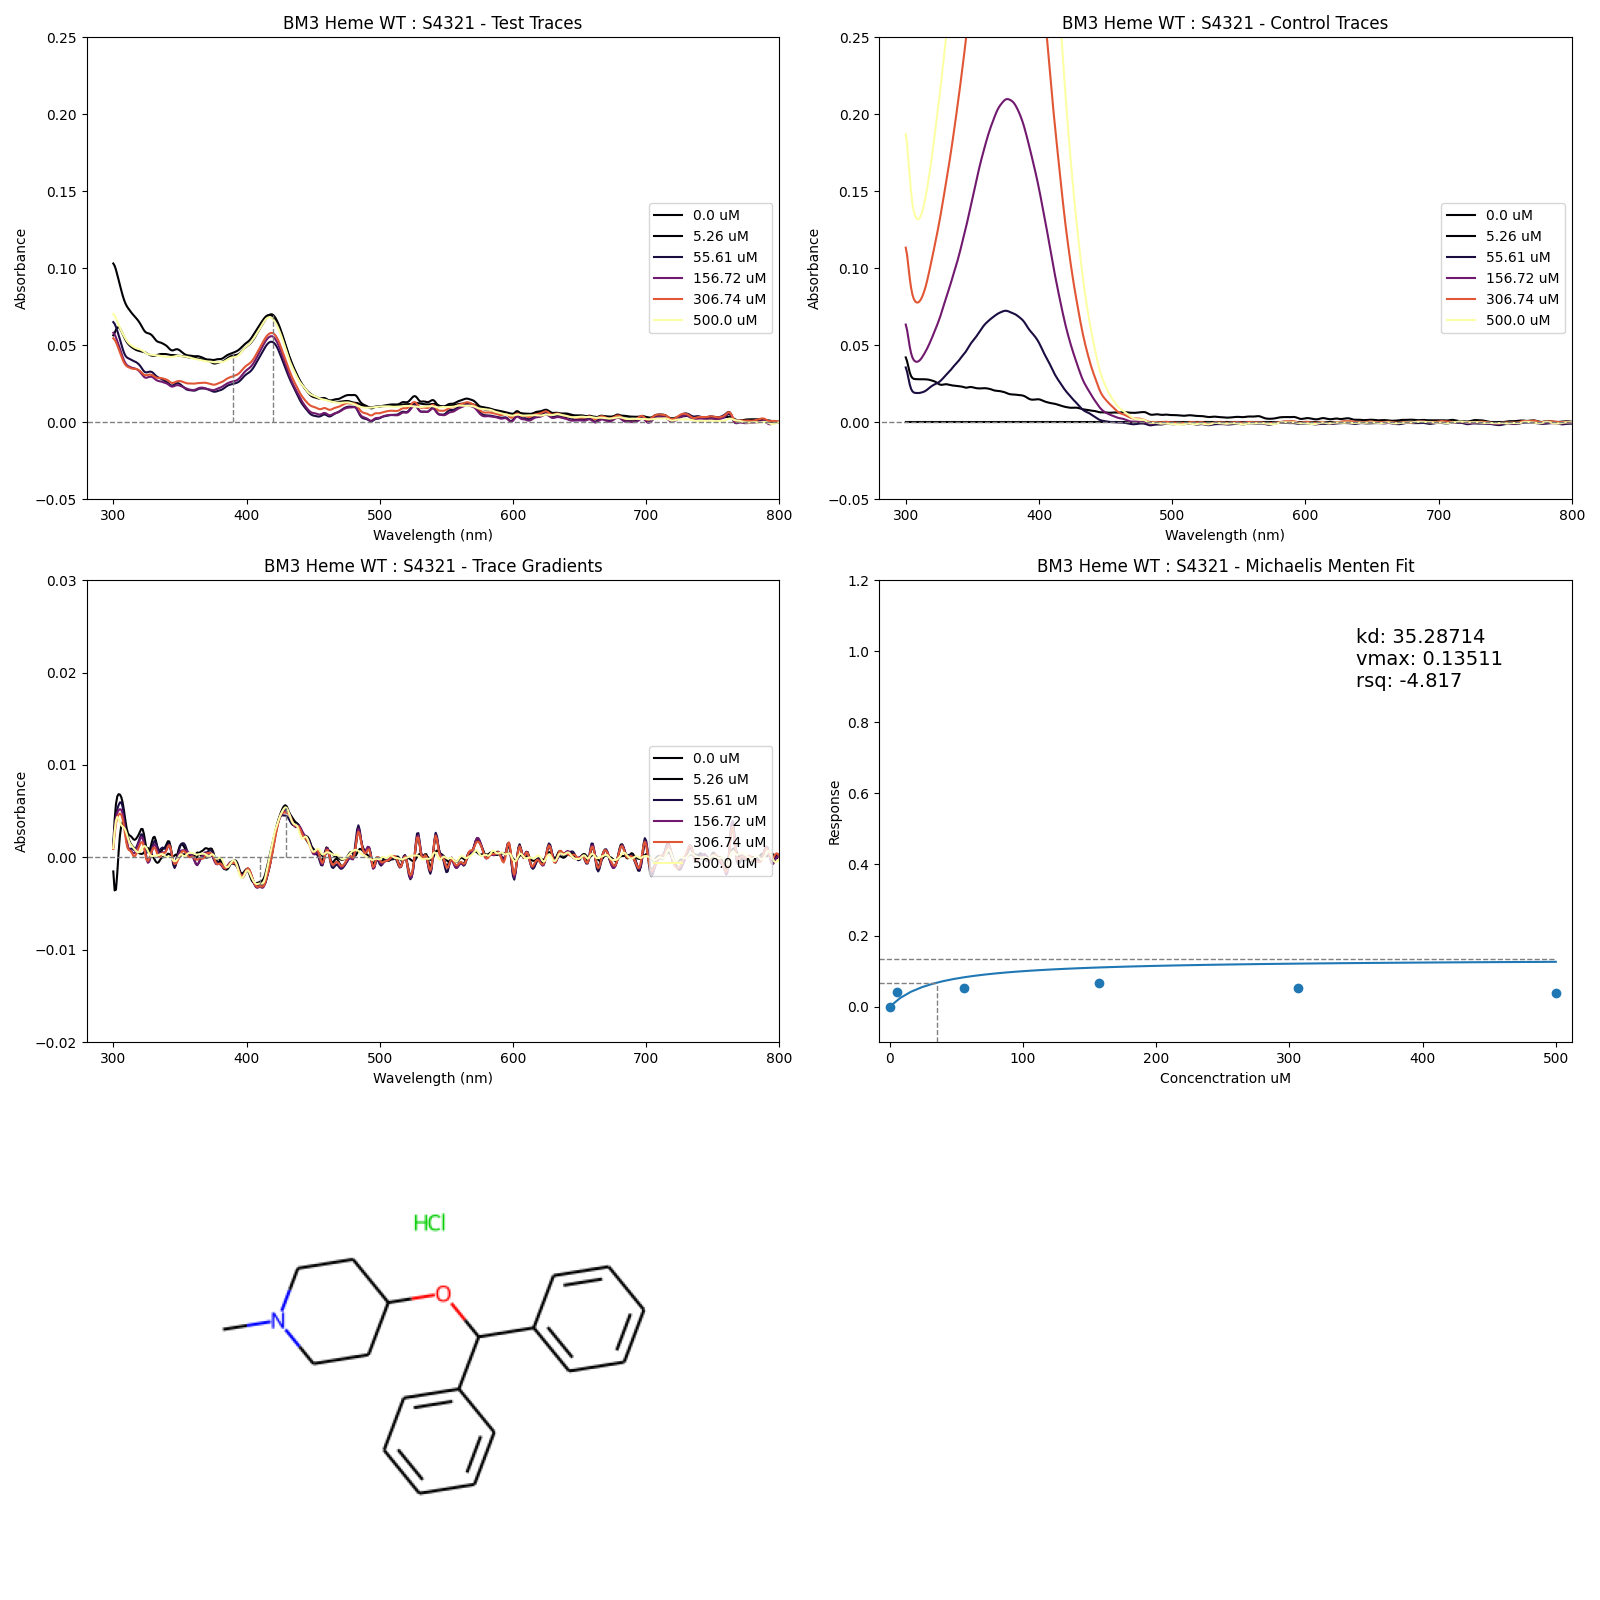 BM3 Heme WT : S4321 - Test Traces
0.25
0.20
0.15
0.10
0.05
0.00
−0.05
Absorbance
300 400 500 600 700 800
Wavelength (nm)
0.0 uM
5.26 uM
55.61 uM
156.72 uM
306.74 uM
500.0 uM
BM3 Heme WT : S4321 - Control Traces
0.25
0.20
0.15
0.10
0.05
0.00
−0.05
Absorbance
300 400 500 600 700 800
Wavelength (nm)
0.0 uM
5.26 uM
55.61 uM
156.72 uM
306.74 uM
500.0 uM
BM3 Heme WT : S4321 - Trace Gradients
0.03
0.02
0.01
0.00
−0.01
−0.02
Absorbance
300 400 500 600 700 800
Wavelength (nm)
0.0 uM
5.26 uM
55.61 uM
156.72 uM
306.74 uM
500.0 uM
BM3 Heme WT : S4321 - Michaelis Menten Fit
1.2
1.0
0.8
0.6
0.4
0.2
0.0
Response
0 100 200 300 400 500
Concenctration uM
kd: 35.28714
vmax: 0.13511
rsq: -4.817
HCl
O
N